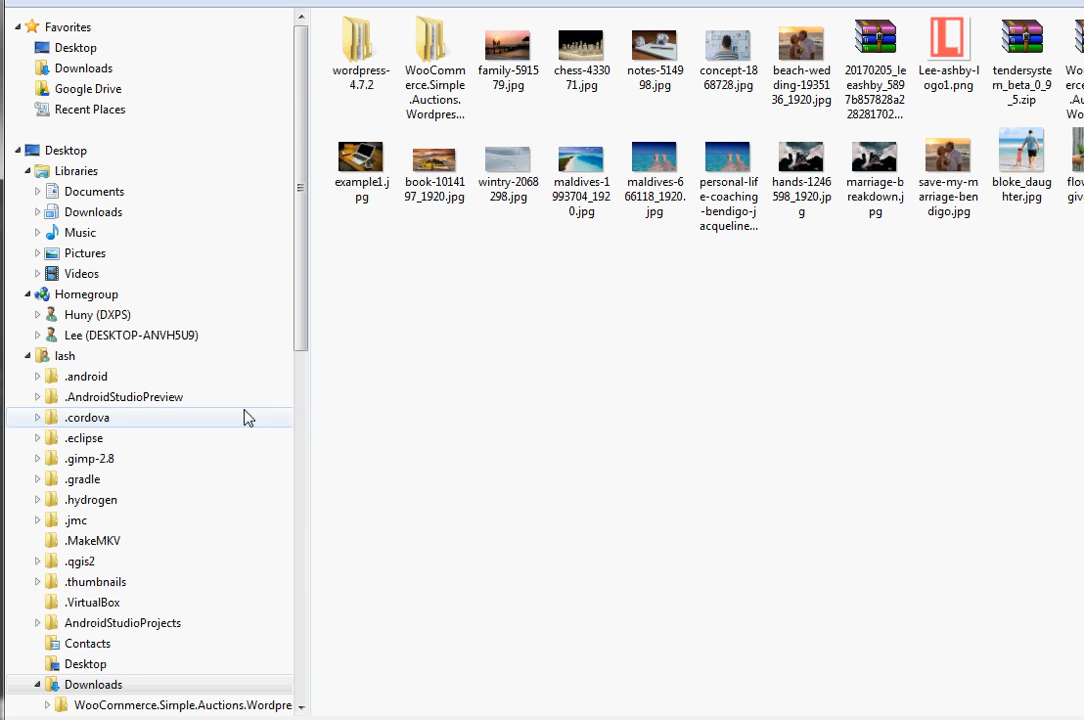 Favorites
Desktop
Downloads
Google Drive
Recent Places
Desktop
Libraries
Documents
Downloads
Music
Pictures
Videos
Homegroup
Huny (DXPS)
Lee (DESKTOP-ANVH5U9)
lash
.android
.AndroidStudioPreview
.cordova
.eclipse
.gimp-2.8
.gradle
.hydrogen
.jmc
.MakeMKV
.qgis2
.thumbnails
.VirtualBox
AndroidStudioProjects
Contacts
Desktop
Downloads
WooCommerce.Simple.Auctions.Wordpre
wordpress-
4.7.2
WooComm
erce.Simple
.Auctions.
Wordpres...
family-5915
79.jpg
chess-4330
71.jpg
notes-5149
98.jpg
concept-18
68728.jpg
beach-wed
ding-19351
36_1920.jpg
20170205_le
eashby_589
7b857828a2
28281702...
Lee-ashby-l
ogo1.png
tendersyste
m_beta_0_9
_5.zip
example1.j
pg
book-10141
97_1920.jpg
wintry-2068
298.jpg
maldives-1
993704_192
0.jpg
maldives-6
66118_1920.
jpg
personal-lif
e-coaching
-bendigo-j
acqueline...
hands-1246
598_1920.jp
g
marriage-b
reakdown.j
pg
save-my-m
arriage-ben
digo.jpg
bloke_daug
hter.jpg